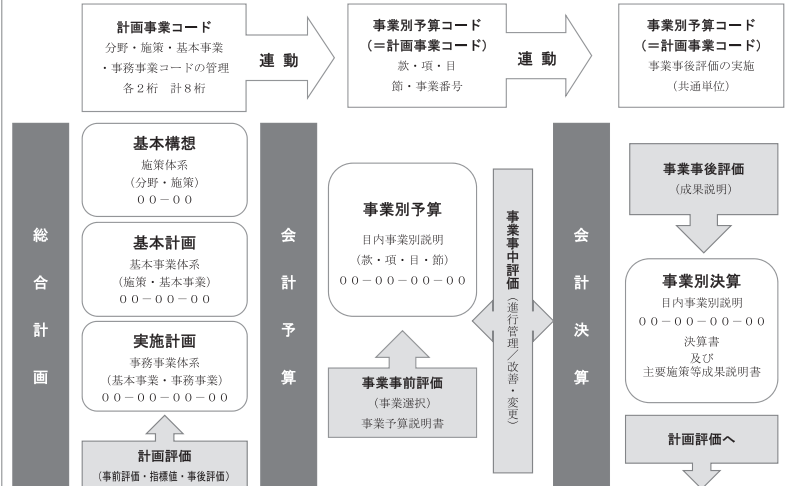 計画事業コード
分野・施策・基本事業
・事務事業コードの管理
各2桁　計8桁
連 動
事業別予算コード
(＝計画事業コード)
款・項・目
節・事業番号
連 動
事業別予算コード
(＝計画事業コード)
事業事後評価の実施
(共通単位)
総合計画
基本構想
施策体系
(分野・施策)
００－００
基本計画
基本事業体系
(施策・基本事業)
００－００－００
実施計画
事務事業体系
(基本事業・事務事業)
００－００－００－００
計画評価
(事前評価・指標値・事後評価)
会計予算
事業別予算
目内事業別説明
(款・項・目・節)
００－００－００－００
事業事前評価
(事業選択)
事業予算説明書
事業事中評価
(進行管理／改善・変更)
会計決算
事業事後評価
(成果説明)
事業別決算
目内事業別説明
００－００－００－００
決算書
及び
主要施策等成果説明書
計画評価へ